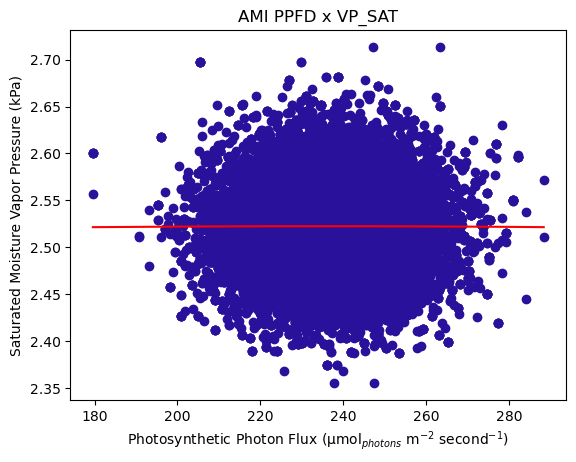 AMI PPFD x VP_SAT
Saturated Moisture Vapor Pressure (kPa)
2.70
2.65
2.60
2.55
2.50
2.45
2.40
2.35
180 200 220 240 260 280
Photosynthetic Photon Flux (μmol$_{photons}$ m$^{-2}$ second$^{-1}$)